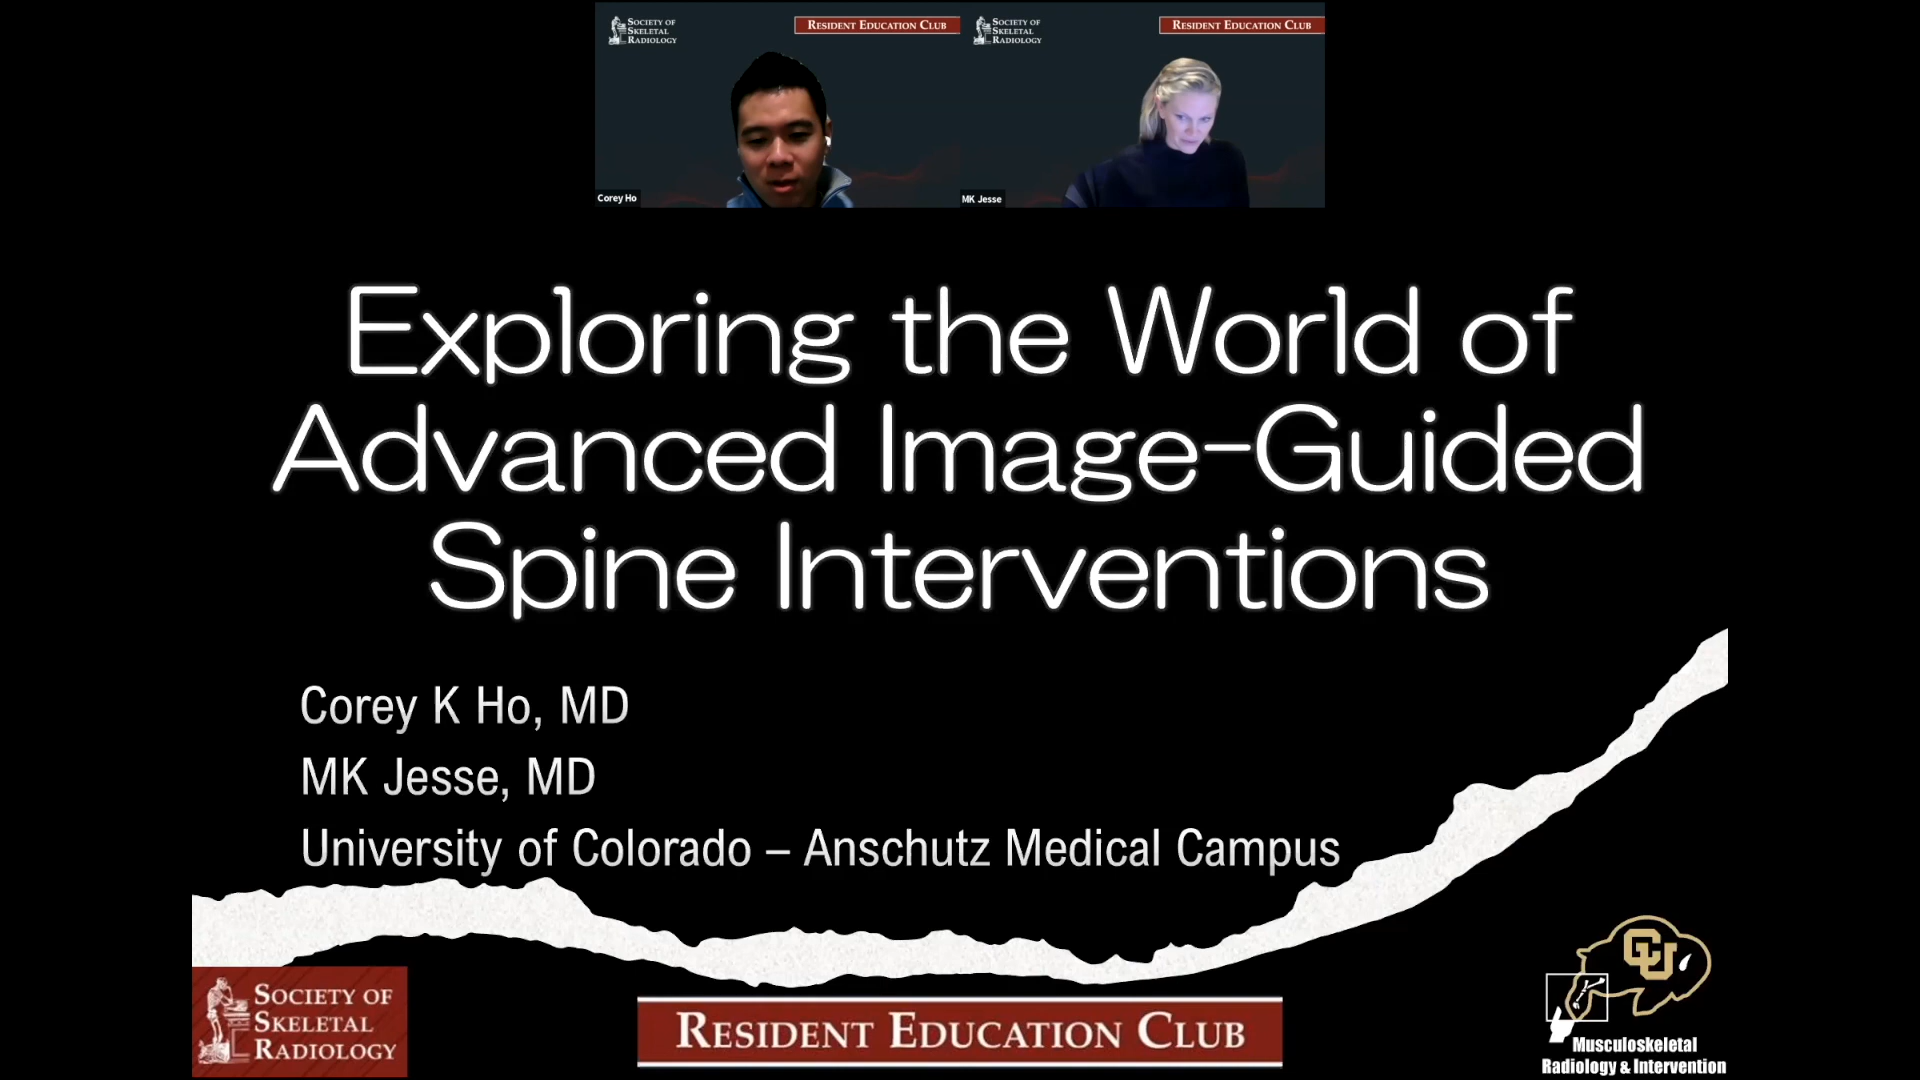 SOCIETY OF
SKELETAL
RADIOLOGY
RESIDENT EDUCATION CLUB
SOCIETY OF
SKELETAL
RADIOLOGY
RESIDENT EDUCATION CLUB
Corey Ho
MK Jesse
Exploring the World of
Advanced Image-Guided
Spine Interventions
Corey K Ho, MD
MK Jesse, MD
University of Colorado – Anschutz Medical Campus
SOCIETY OF
SKELETAL
RADIOLOGY
RESIDENT EDUCATION CLUB
CU
Musculoskeletal
Radiology & Intervention